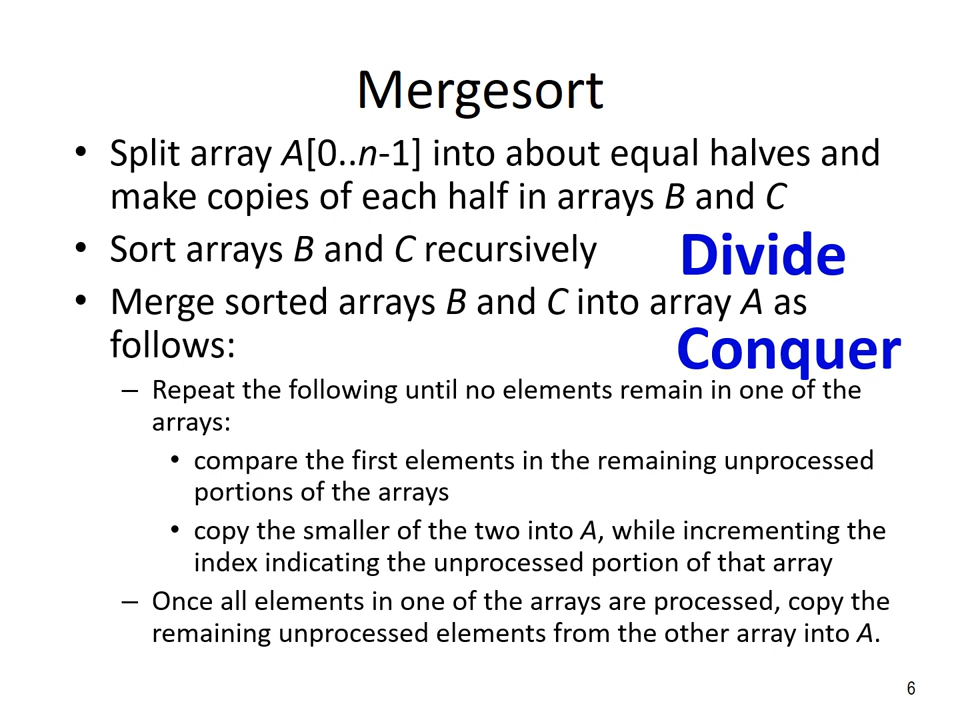 Mergesort
• Split array A[0..n-1] into about equal halves and
make copies of each half in arrays B and C
• Sort arrays B and C recursively
Divide
• Merge sorted arrays B and C into array A as
follows:
Conquer
– Repeat the following until no elements remain in one of the
arrays:
• compare the first elements in the remaining unprocessed
portions of the arrays
• copy the smaller of the two into A, while incrementing the
index indicating the unprocessed portion of that array
– Once all elements in one of the arrays are processed, copy the
remaining unprocessed elements from the other array into A.
6